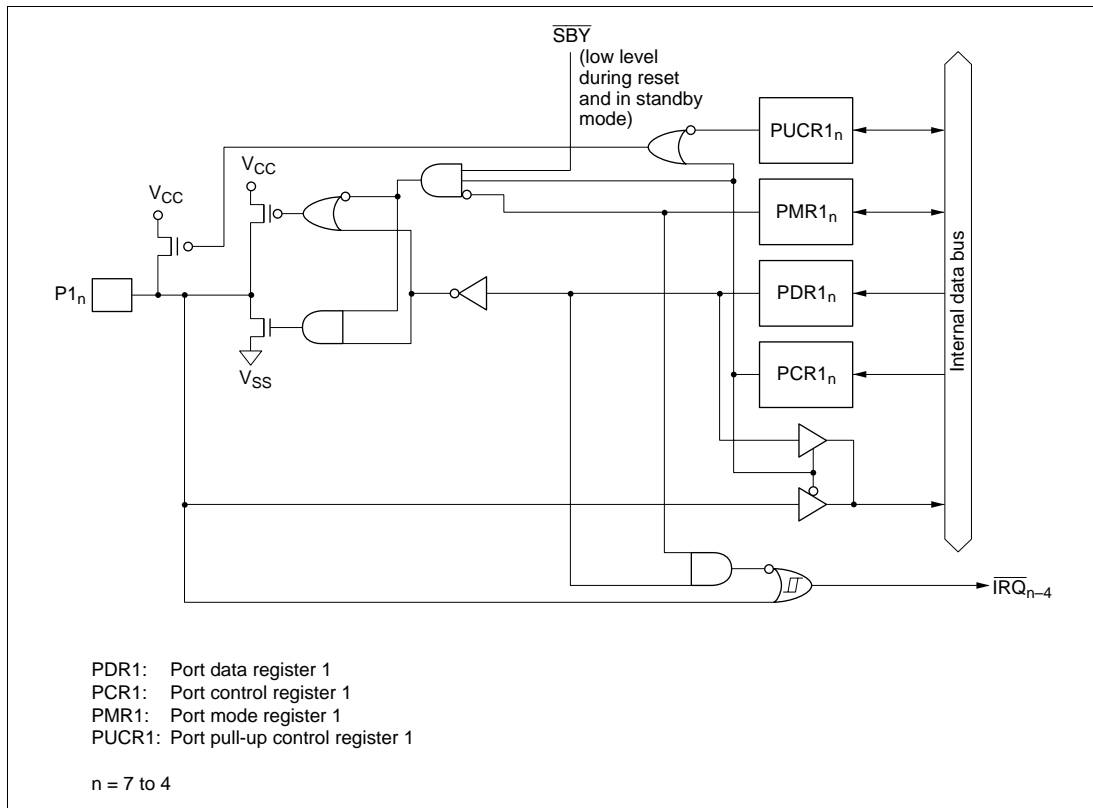 S̅B̅Y̅
(low level
during reset
and in standby
mode)
PUCR1n
VCC
VCC
PMR1n
P1n
PDR1n
Internal data bus
PCR1n
VSS
I̅R̅Q̅n–4
PDR1: Port data register 1
PCR1: Port control register 1
PMR1: Port mode register 1
PUCR1: Port pull-up control register 1
n = 7 to 4